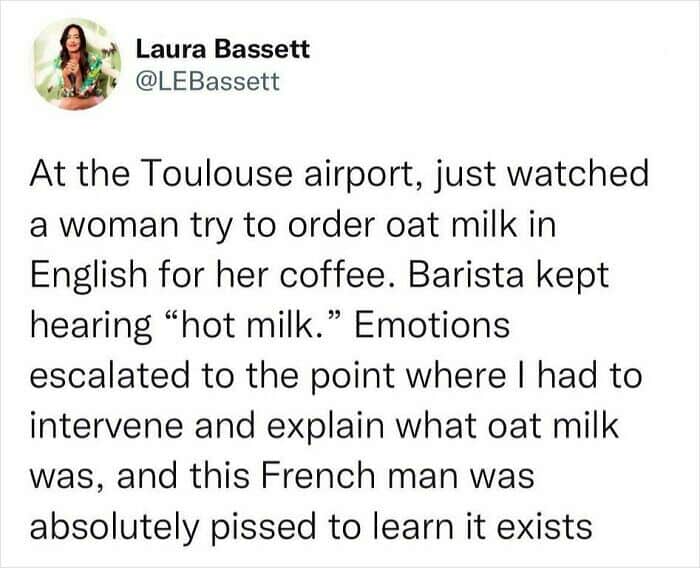 Laura Bassett
@LEBassett
At the Toulouse airport, just watched
a woman try to order oat milk in
English for her coffee. Barista kept
hearing “hot milk.” Emotions
escalated to the point where I had to
intervene and explain what oat milk
was, and this French man was
absolutely pissed to learn it exists